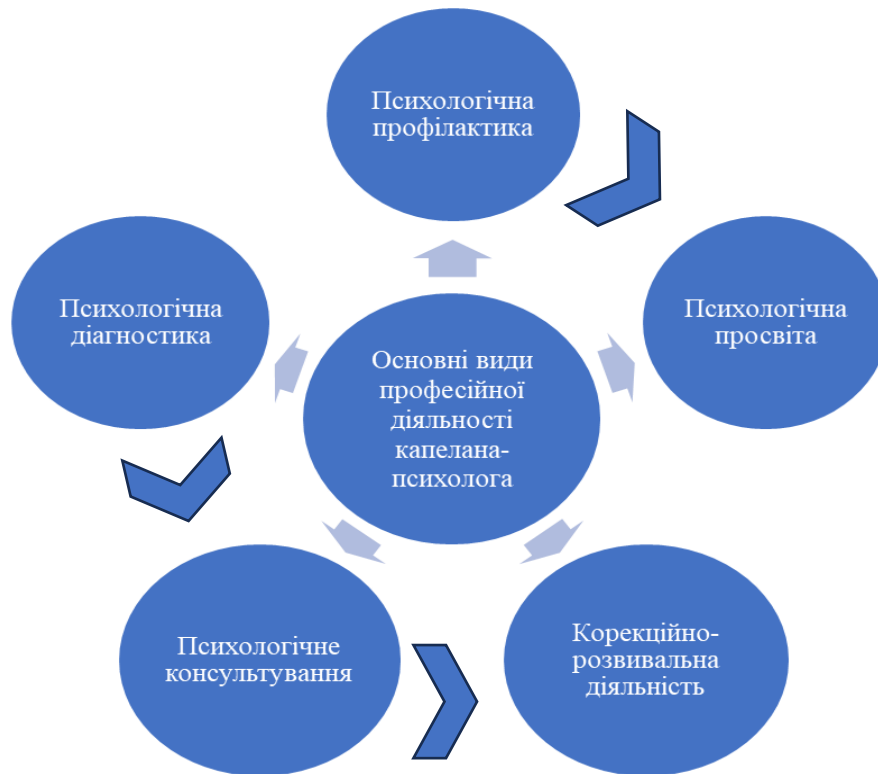 Психологічна
профілактика
Психологічна
діагностика
Психологічна
просвіта
Основні види
професійної
діяльності
капелана-
психолога
Психологічне
консультування
Корекційно-
розвивальна
діяльність